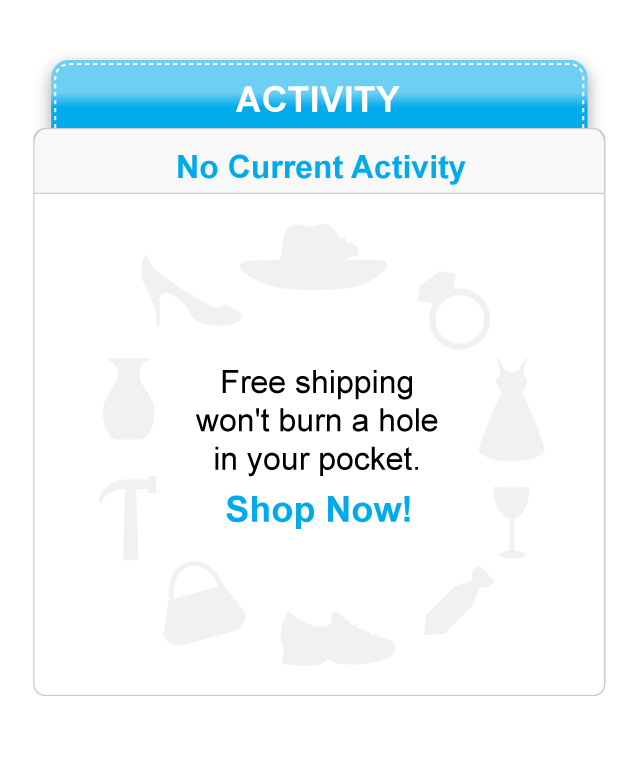 ACTIVITY
No Current Activity
Free shipping
won't burn a hole
in your pocket.
Shop Now!